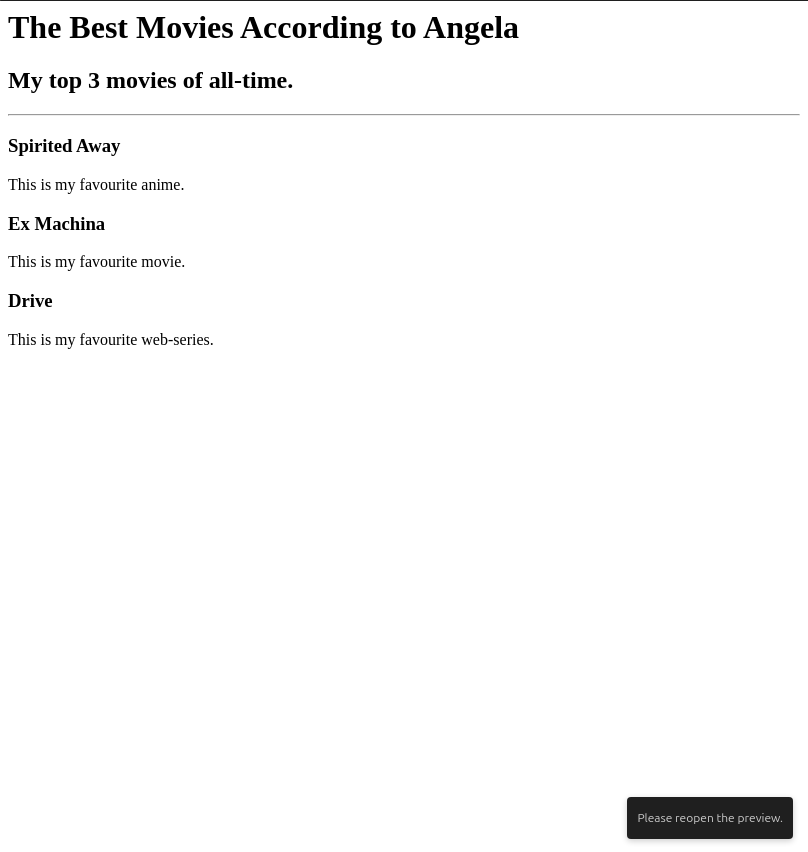 The Best Movies According to Angela
My top 3 movies of all-time.
Spirited Away
This is my favourite anime.
Ex Machina
This is my favourite movie.
Drive
This is my favourite web-series.
Please reopen the preview.